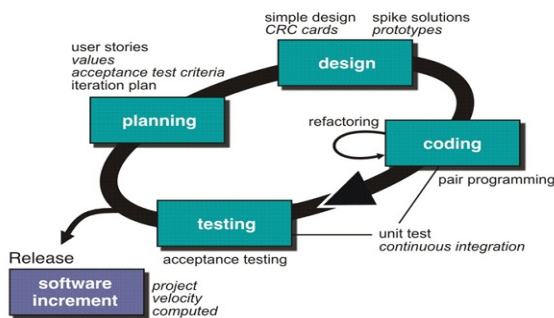 simple design
CRC cards
spike solutions
prototypes
user stories
values
acceptance test criteria
iteration plan
design
planning
refactoring
coding
pair programming
testing
unit test
continuous integration
acceptance testing
Release
software
increment
project
velocity
computed